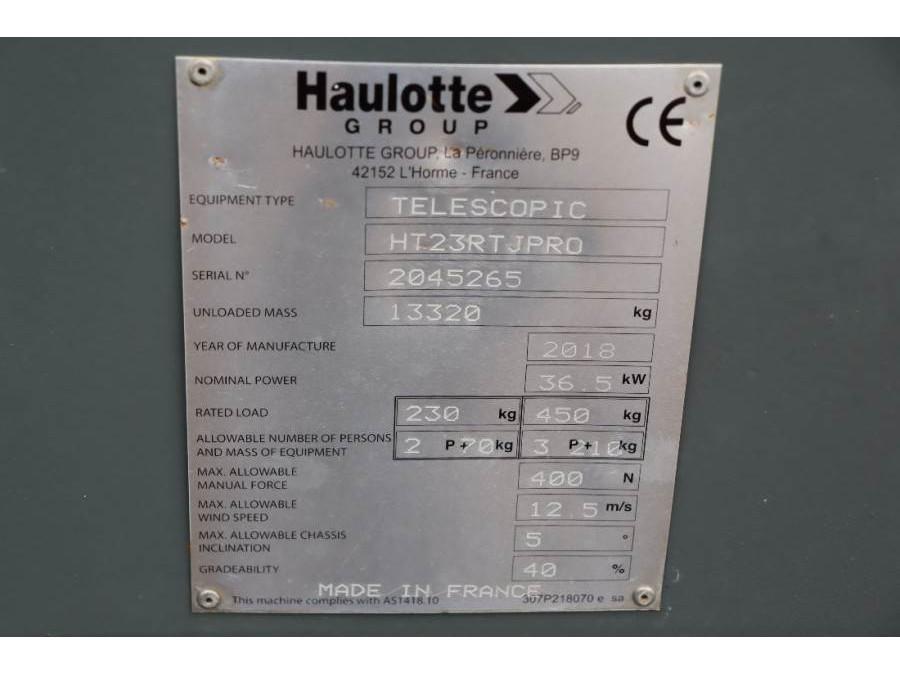 Haulotte
GROUP
CE
HAULOTTE GROUP, La Péronnière, BP9
42152 L'Horme - France
EQUIPMENT TYPE TELESCOPIC
MODEL HT23RTJPRO
SERIAL N° 2045265
UNLOADED MASS 13320 kg
YEAR OF MANUFACTURE 2018
NOMINAL POWER 36.5 kW
RATED LOAD 230 kg 450 kg
ALLOWABLE NUMBER OF PERSONS
AND MASS OF EQUIPMENT 2 P+ 70 kg 3 P+ 210 kg
MAX. ALLOWABLE
MANUAL FORCE 400 N
MAX. ALLOWABLE
WIND SPEED 12.5 m/s
MAX. ALLOWABLE CHASSIS
INCLINATION 5 °
GRADEABILITY 40 %
MADE IN FRANCE
This machine complies with AS1418.10 307P218070 e sa